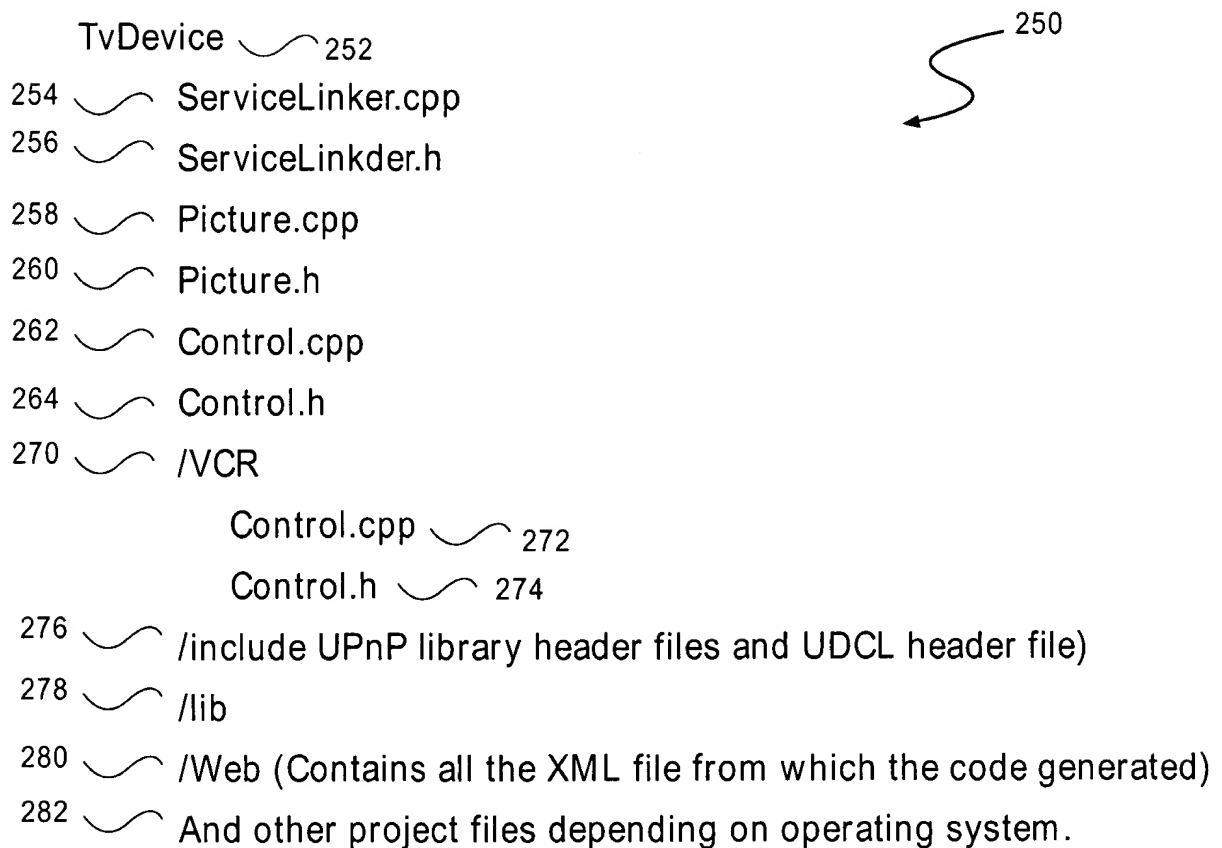 250
TvDevice 252
254 ServiceLinker.cpp
256 ServiceLinkder.h
258 Picture.cpp
260 Picture.h
262 Control.cpp
264 Control.h
270 /VCR
Control.cpp 272
Control.h 274
276 /include UPnP library header files and UDCL header file)
278 /lib
280 /Web (Contains all the XML file from which the code generated)
282 And other project files depending on operating system.